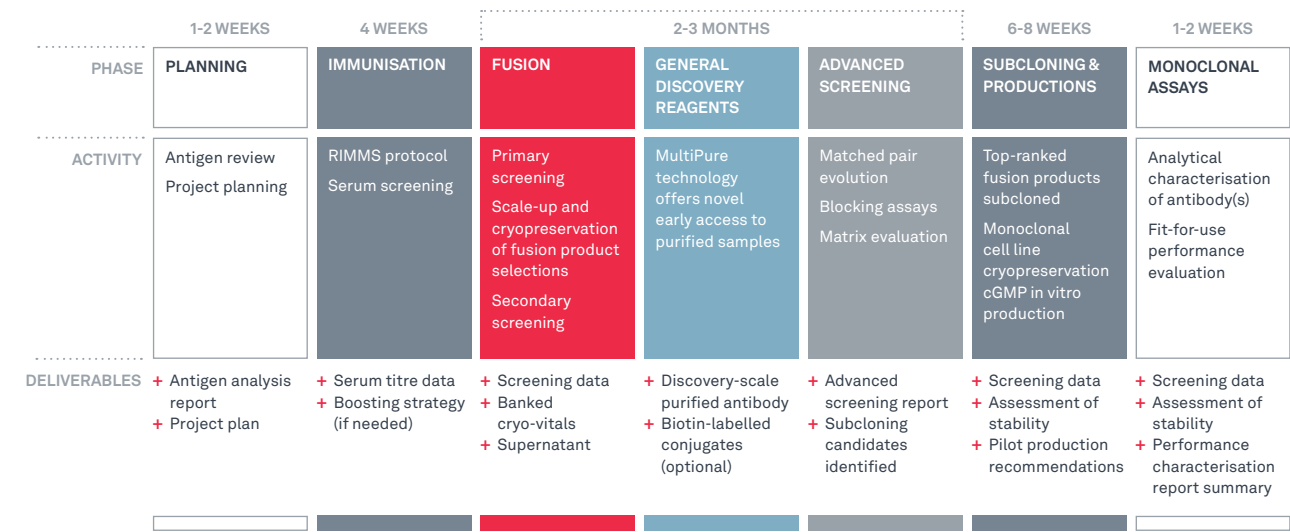 1-2 WEEKS
4 WEEKS
2-3 MONTHS
6-8 WEEKS
1-2 WEEKS
PHASE
PLANNING
IMMUNISATION
FUSION
GENERAL
DISCOVERY
REAGENTS
ADVANCED
SCREENING
SUBCLONING &
PRODUCTIONS
MONOCLONAL
ASSAYS
ACTIVITY
Antigen review
Project planning
RIMMS protocol
Serum screening
Primary
screening
Scale-up and
cryopreservation
of fusion product
selections
Secondary
screening
MultiPure
technology
offers novel
early access to
purified samples
Matched pair
evolution
Blocking assays
Matrix evaluation
Top-ranked
fusion products
subcloned
Monoclonal
cell line
cryopreservation
cGMP in vitro
production
Analytical
characterisation
of antibody(s)
Fit-for-use
performance
evaluation
DELIVERABLES
+ Antigen analysis
report
+ Project plan
+ Serum titre data
+ Boosting strategy
(if needed)
+ Screening data
+ Banked
cryo-vitals
+ Supernatant
+ Discovery-scale
purified antibody
+ Biotin-labelled
conjugates
(optional)
+ Advanced
screening report
+ Subcloning
candidates
identified
+ Screening data
+ Assessment of
stability
+ Pilot production
recommendations
+ Screening data
+ Assessment of
stability
+ Performance
characterisation
report summary